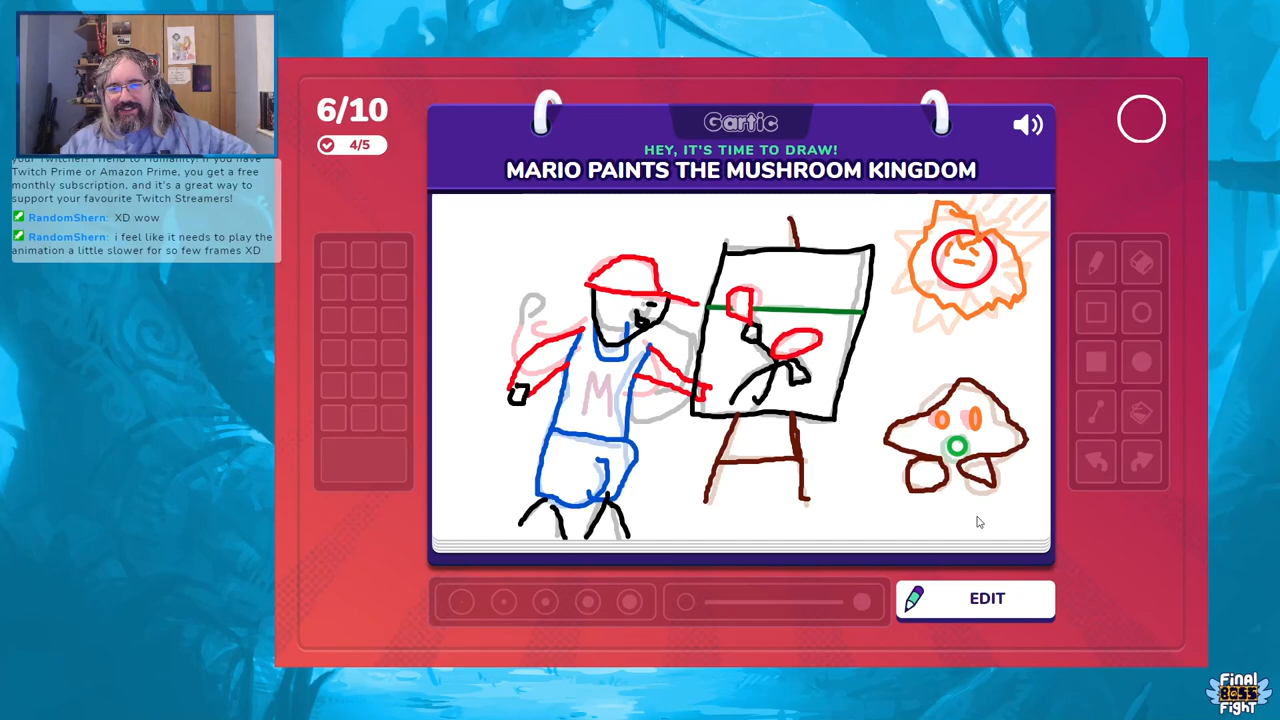 6/10
4/5
Gartic
HEY, IT'S TIME TO DRAW!
MARIO PAINTS THE MUSHROOM KINGDOM
your Twitcher! Friend to Humanity! If you have
Twitch Prime or Amazon Prime, you get a free
monthly subscription, and it's a great way to
support your favourite Twitch Streamers!
RandomShern: XD wow
RandomShern: i feel like it needs to play the
animation a little slower for so few frames XD
M
EDIT
FINAL
BOSS
FIGHT